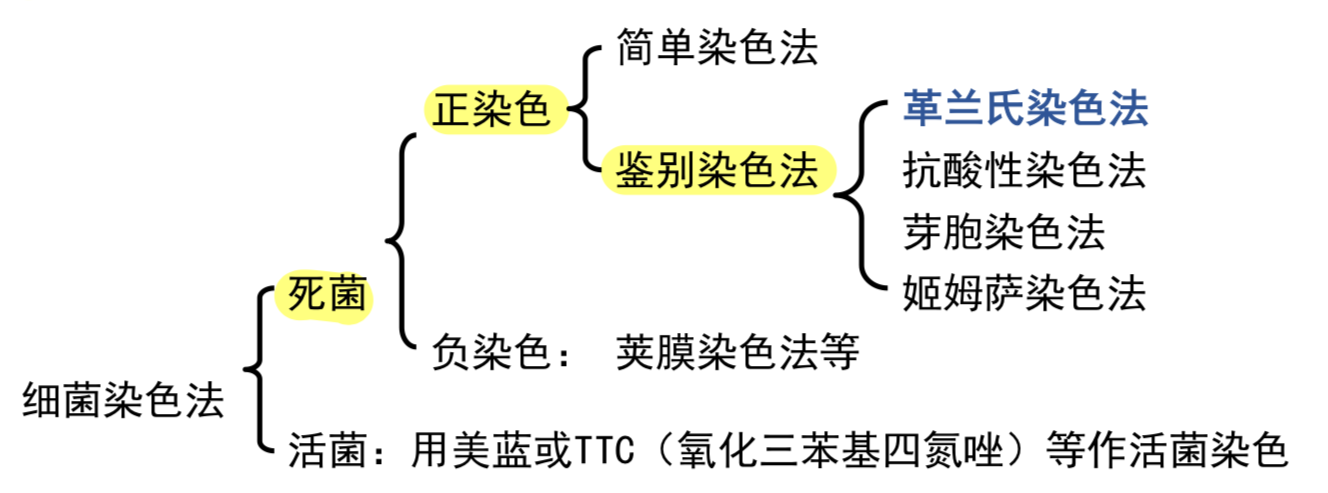 简单染色法
正染色
革兰氏染色法
鉴别染色法
抗酸性染色法
芽胞染色法
死菌
姬姆萨染色法
负染色： 荚膜染色法等
细菌染色法
活菌：用美蓝或TTC（氧化三苯基四氮唑）等作活菌染色